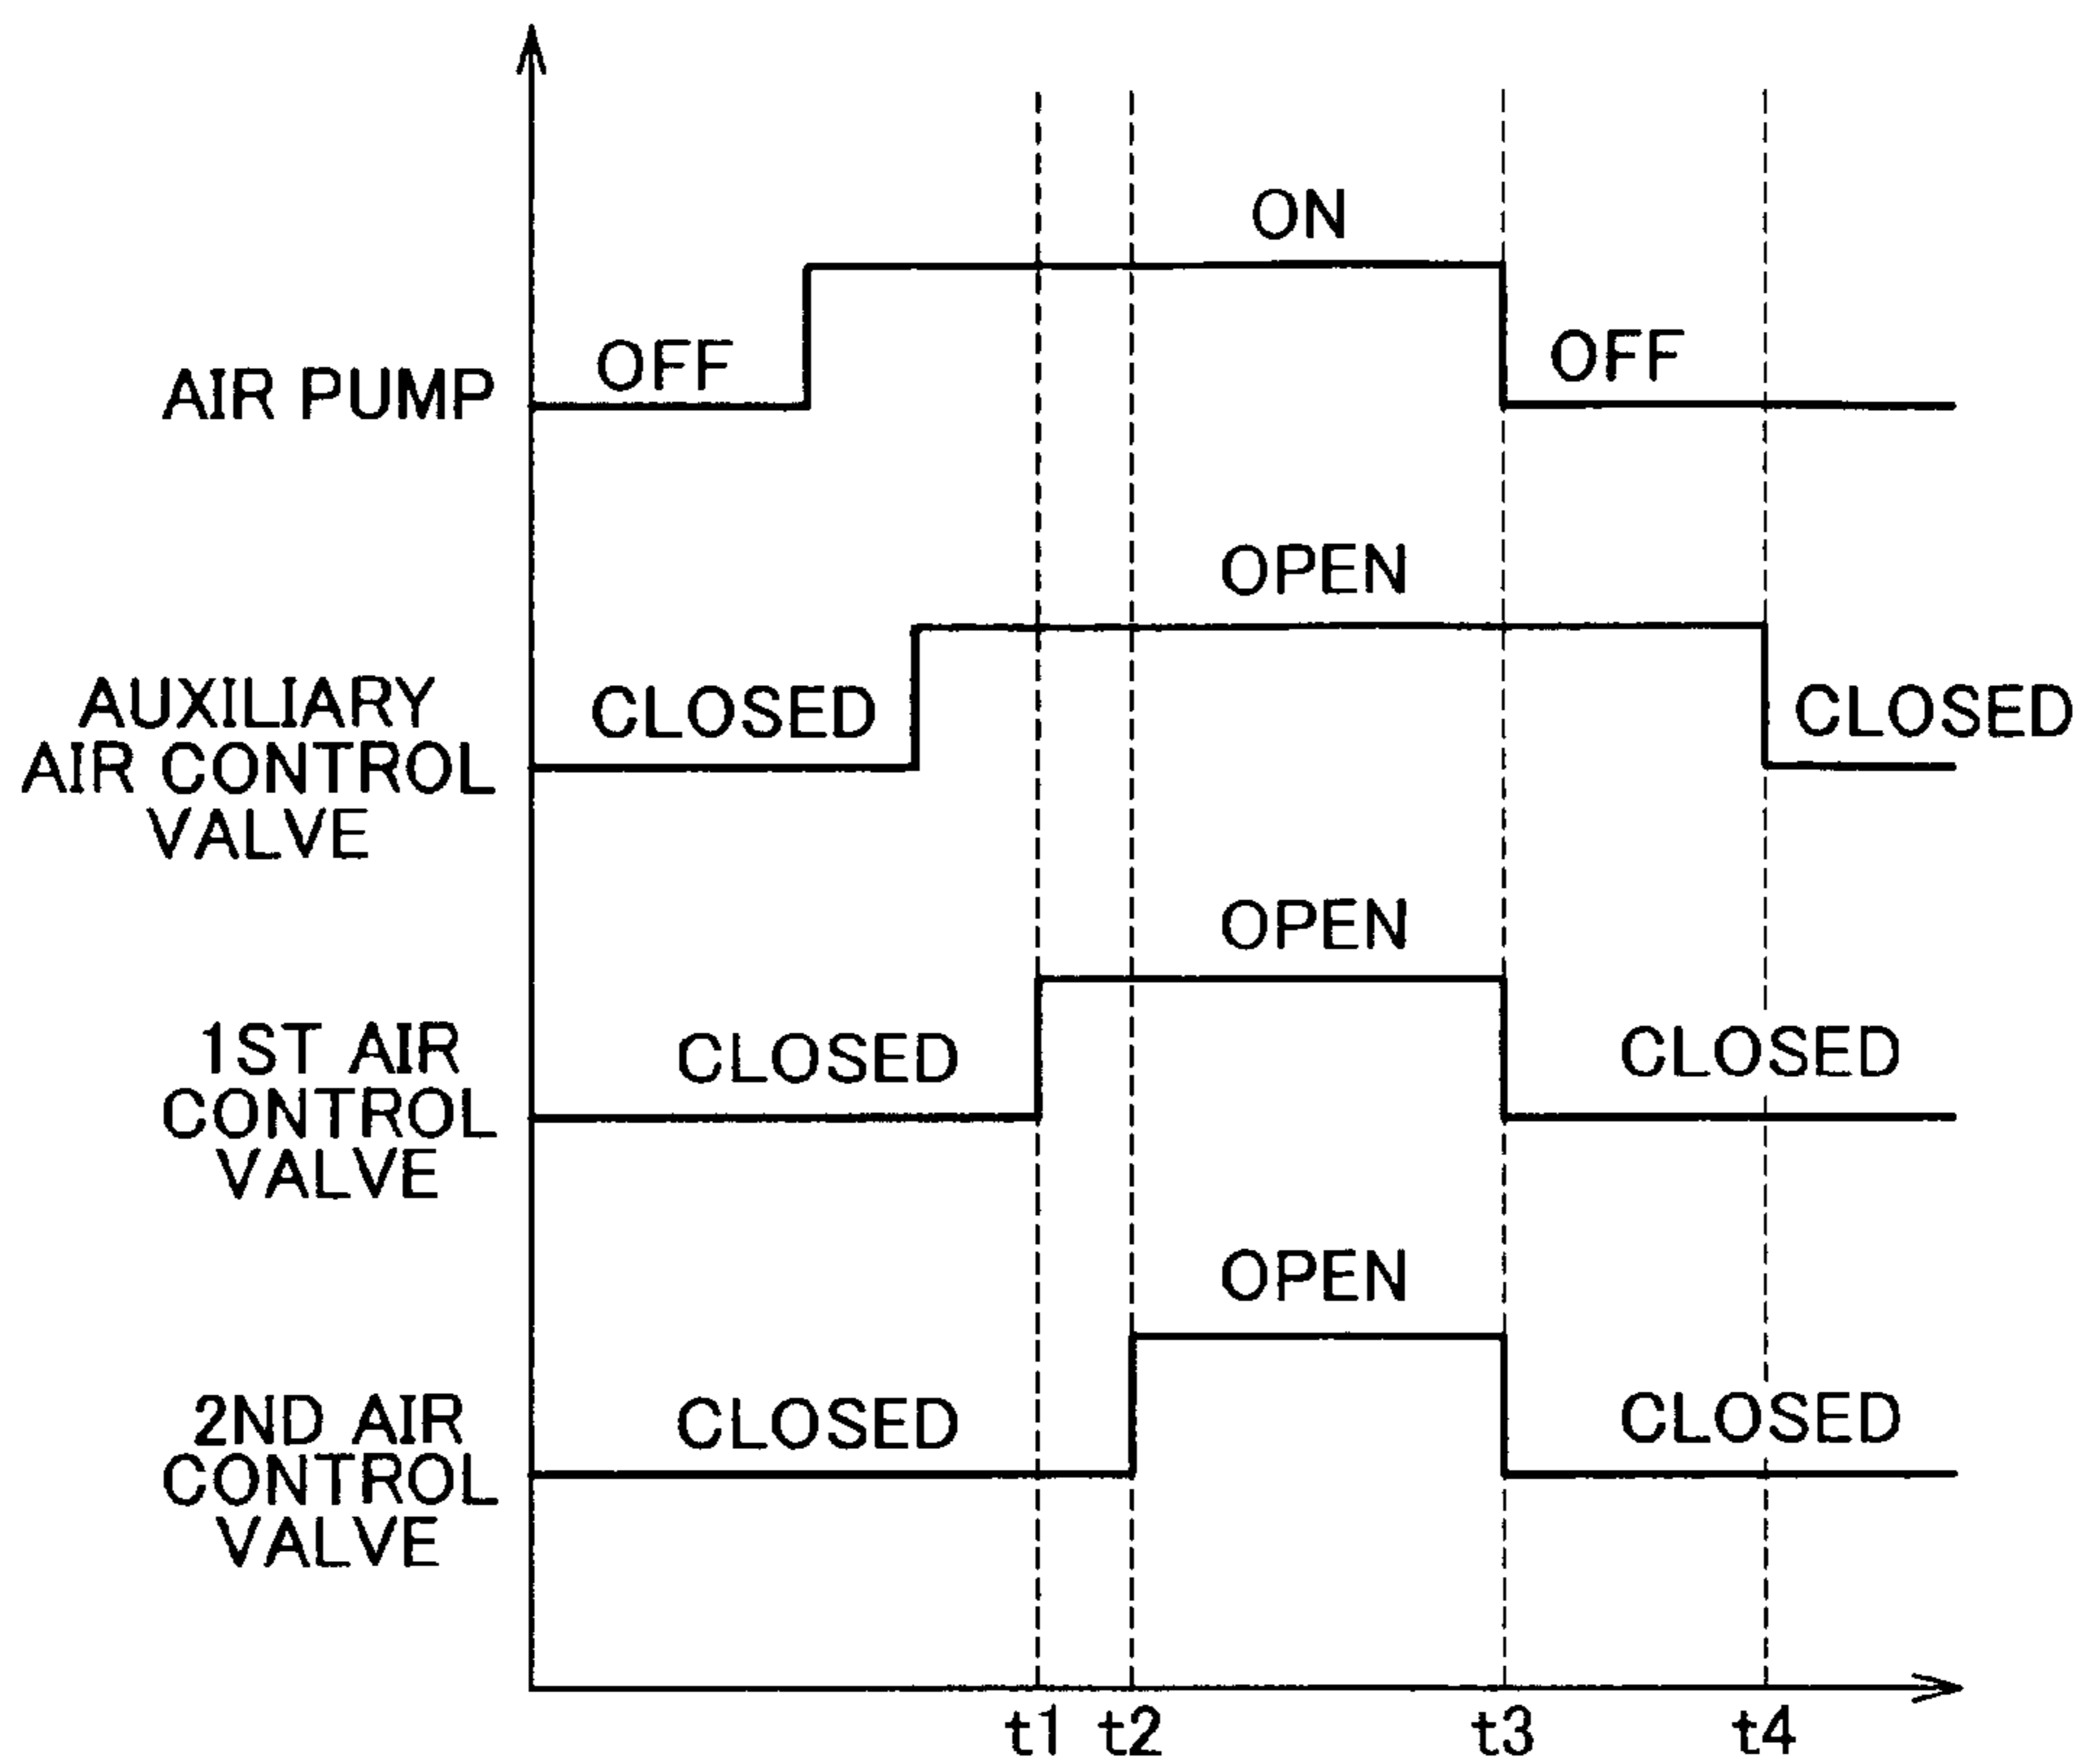 ON
OFF
OFF
AIR PUMP
OPEN
CLOSED
CLOSED
AUXILIARY
AIR CONTROL
VALVE
OPEN
CLOSED
CLOSED
1ST AIR
CONTROL
VALVE
OPEN
CLOSED
CLOSED
2ND AIR
CONTROL
VALVE
t1 t2 t3 t4